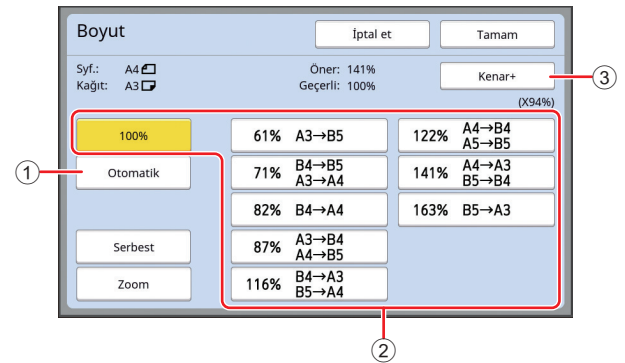 Boyut
İptal et
Tamam
Syf.: A4
Kağıt: A3
Öner: 141%
Geçerli: 100%
Kenar+
(X94%)
100%
Otomatik
Serbest
Zoom
61% A3→B5
71% B4→B5
A3→A4
82% B4→A4
87% A3→B4
A4→B5
116% B4→A3
B5→A4
122% A4→B4
A5→B5
141% A4→A3
B5→B4
163% B5→A3
1
2
3